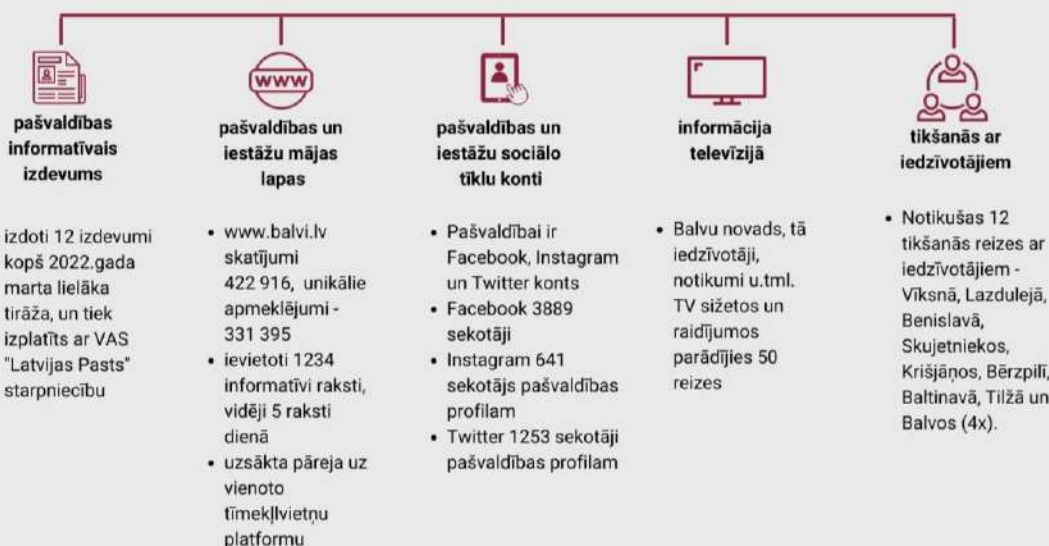 www
pašvaldības
informatīvais
izdevums
izdoti 12 izdevumi
kopš 2022.gada
marta lielāka
tirāža, un tiek
izplatīts ar VAS
"Latvijas Pasts"
starpniecību
pašvaldības un
iestāžu mājas
lapas
• www.balvi.lv
skatījumi
422 916, unikālie
apmeklējumi -
331 395
• ievietoti 1234
informatīvi raksti,
vidēji 5 raksti
dienā
• uzsākta pāreja uz
vienoto
tīmekļlvietņu
platformu
pašvaldības un
iestāžu sociālo
tīklu konti
• Pašvaldībai ir
Facebook, Instagram
un Twitter konts
• Facebook 3889
sekotāji
• Instagram 641
sekotājs pašvaldības
profilam
• Twitter 1253 sekotāji
pašvaldības profilam
informācija
televīzijā
• Balvu novads, tā
iedzīvotāji,
notikumi u.tml.
TV sižetos un
raidījumos
parādījies 50
reizes
tikšanās ar
iedzīvotājiem
• Notikušas 12
tikšanās reizes ar
iedzīvotājiem -
Vīksnā, Lazdulejā,
Benislavā,
Skujetniekos,
Krišjāņos, Bērzpilī,
Baltinavā, Tilžā un
Balvos (4x).